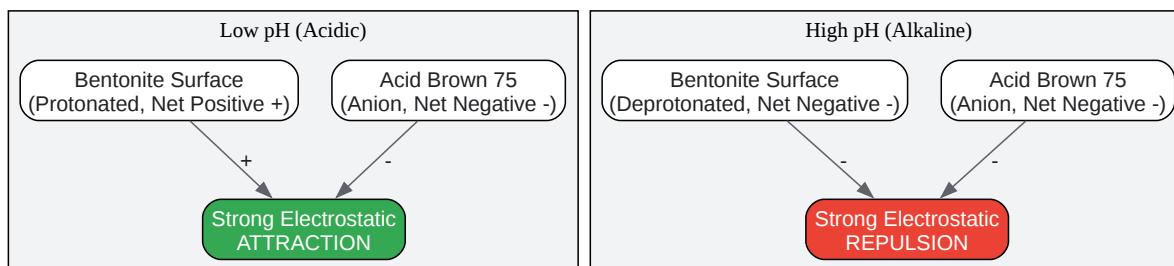 Low pH (Acidic)
Bentonite Surface
(Protonated, Net Positive +)
Acid Brown 75
(Anion, Net Negative -)
+
-
Strong Electrostatic
ATTRACTION
High pH (Alkaline)
Bentonite Surface
(Deprotonated, Net Negative -)
Acid Brown 75
(Anion, Net Negative -)
-
-
Strong Electrostatic
REPULSION